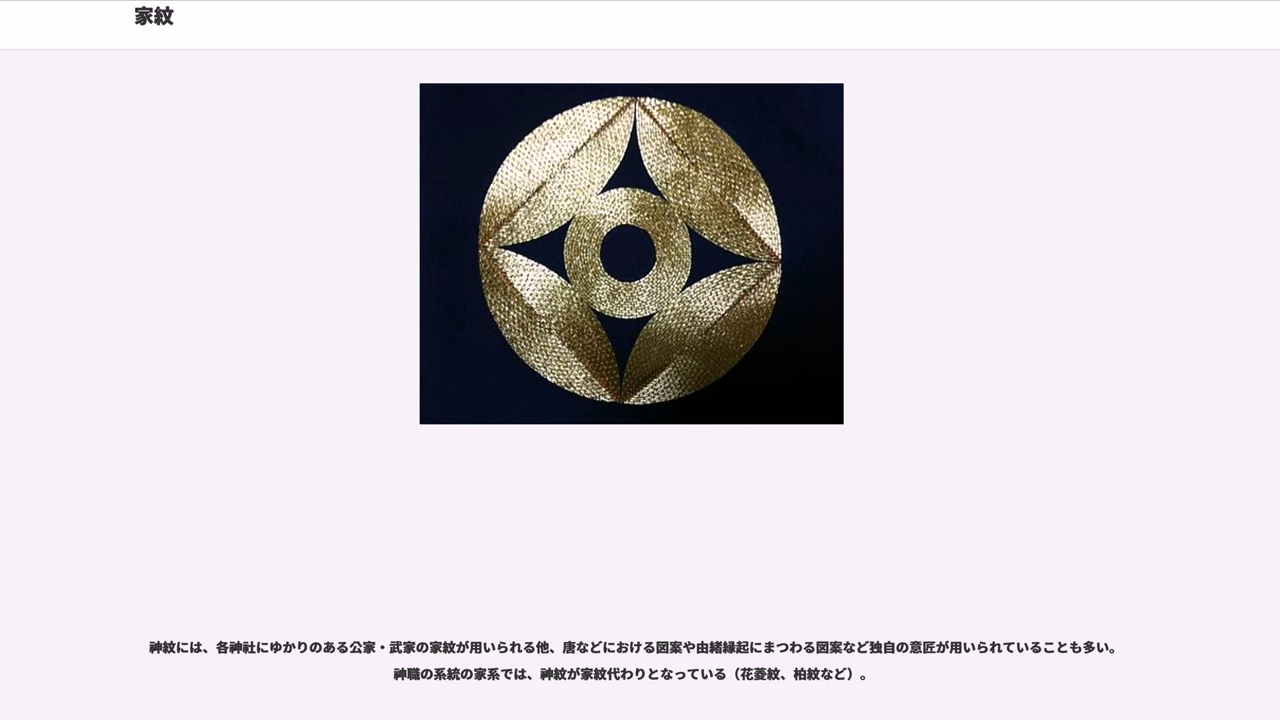 家紋
神紋には、各神社にゆかりのある公家・武家の家紋が用いられる他、唐などにおける図案や由緒縁起にまつわる図案など独自の意匠が用いられていることも多い。
神職の系統の家系では、神紋が家紋代わりとなっている（花菱紋、柏紋など）。